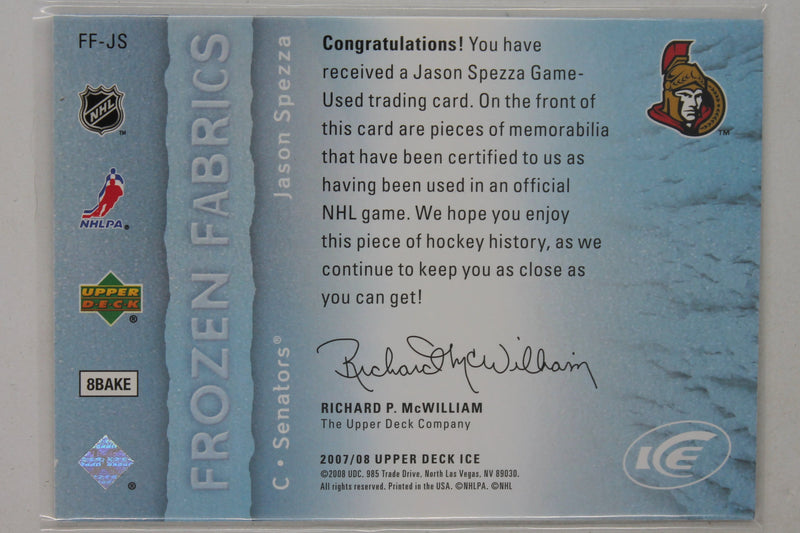 FF-JS
NHL
™
NHLPA.®
UPPER
DECK
®
8BAKE
®
FROZEN FABRICS
Jason Spezza
C • Senators®
Congratulations! You have
received a Jason Spezza Game-
Used trading card. On the front of
this card are pieces of memorabilia
that have been certified to us as
having been used in an official
NHL game. We hope you enjoy
this piece of hockey history, as we
continue to keep you as close as
you can get!
Richard McWilliam
RICHARD P. McWILLIAM
The Upper Deck Company
2007/08 UPPER DECK ICE
©2008 UDC. 985 Trade Drive, North Las Vegas, NV 89030.
All rights reserved. Printed in the USA. ©NHLPA. ©NHL
™
ICE